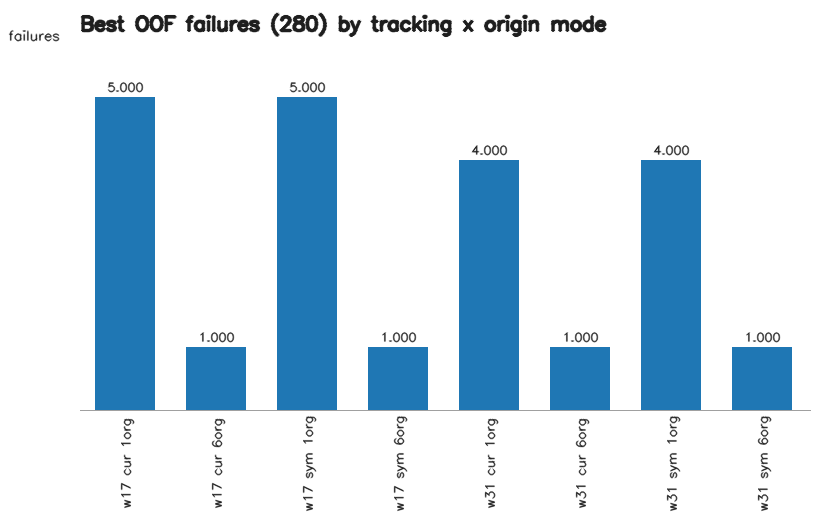 Best OOF failures (280) by tracking x origin mode
failures
5.000
1.000
5.000
1.000
4.000
1.000
4.000
1.000
w17 cur 1org
w17 cur 6org
w17 sym 1org
w17 sym 6org
w31 cur 1org
w31 cur 6org
w31 sym 1org
w31 sym 6org